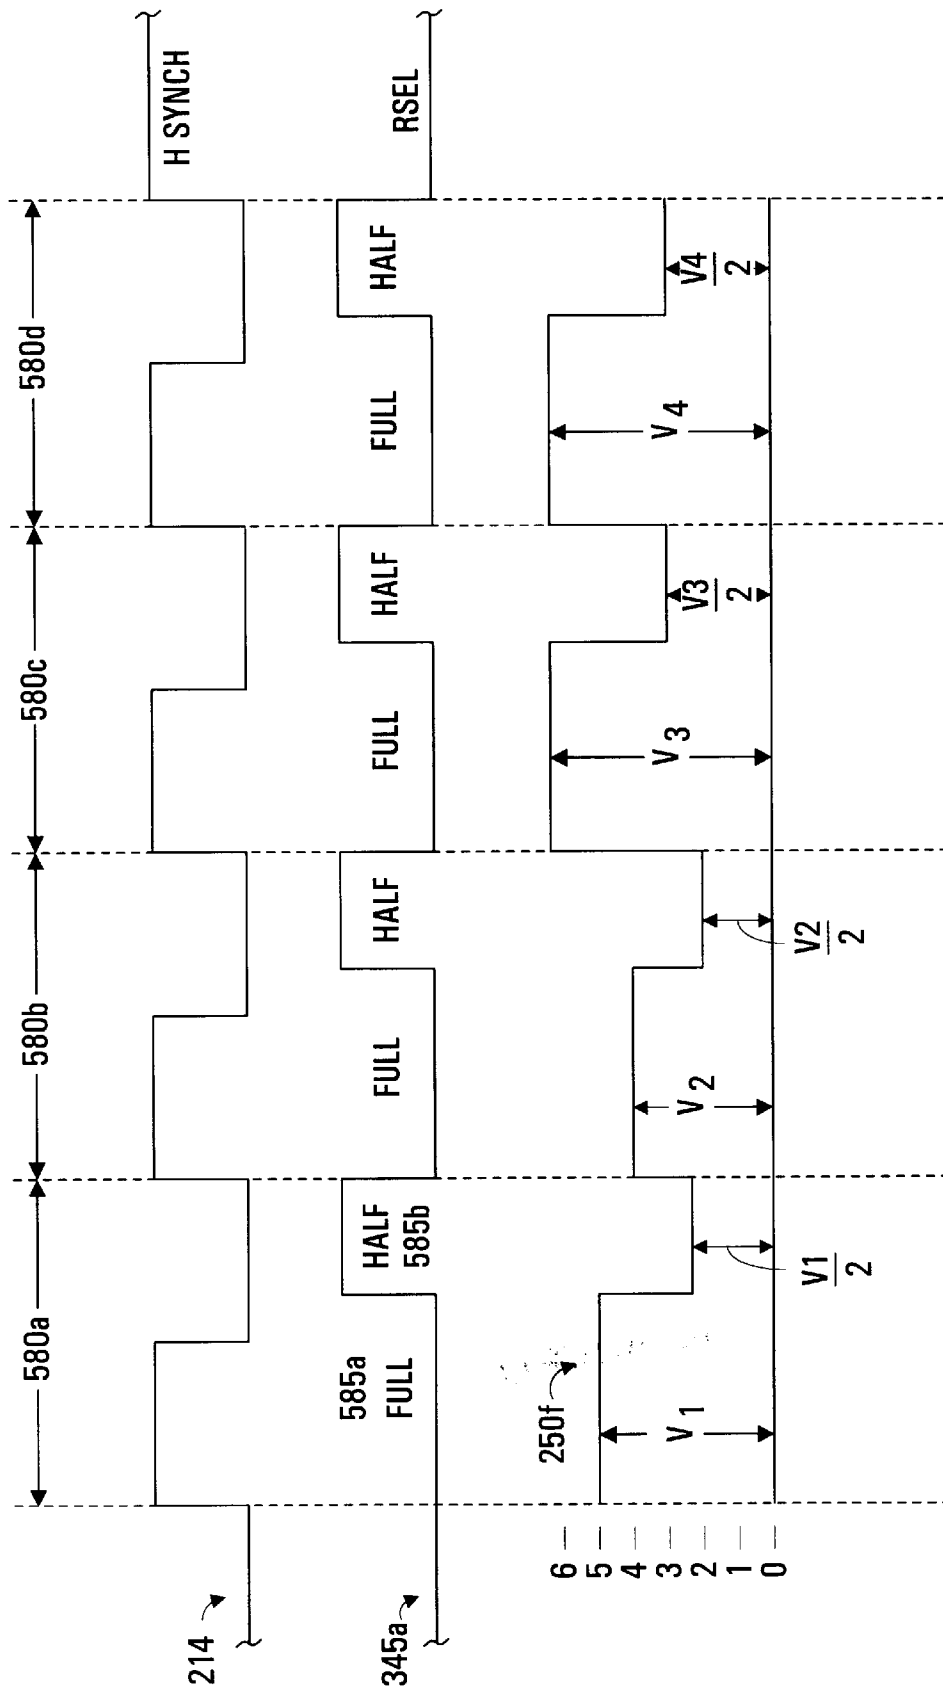 580a
580b
580c
580d
214
H SYNCH
345a
585a
FULL
HALF
585b
FULL
HALF
FULL
HALF
FULL
HALF
RSEL
250f
6
5
4
3
2
1
0
V1
V1
2
V2
V2
2
V3
V3
2
V4
V4
2